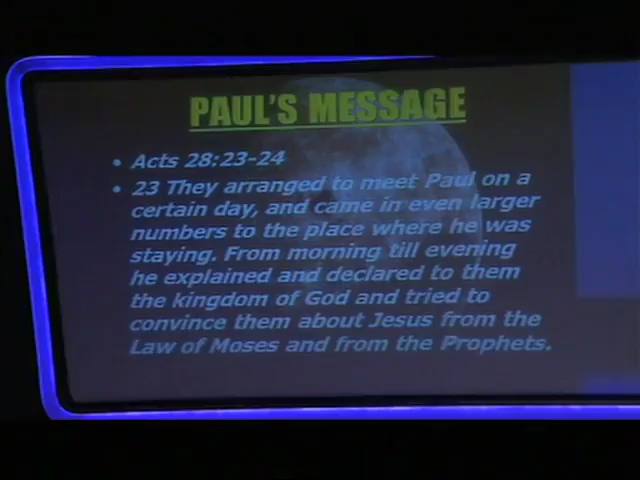 PAUL'S MESSAGE
• Acts 28:23-24
• 23 They arranged to meet Paul on a
certain day, and came in even larger
numbers to the place where he was
staying. From morning till evening
he explained and declared to them
the kingdom of God and tried to
convince them about Jesus from the
Law of Moses and from the Prophets.